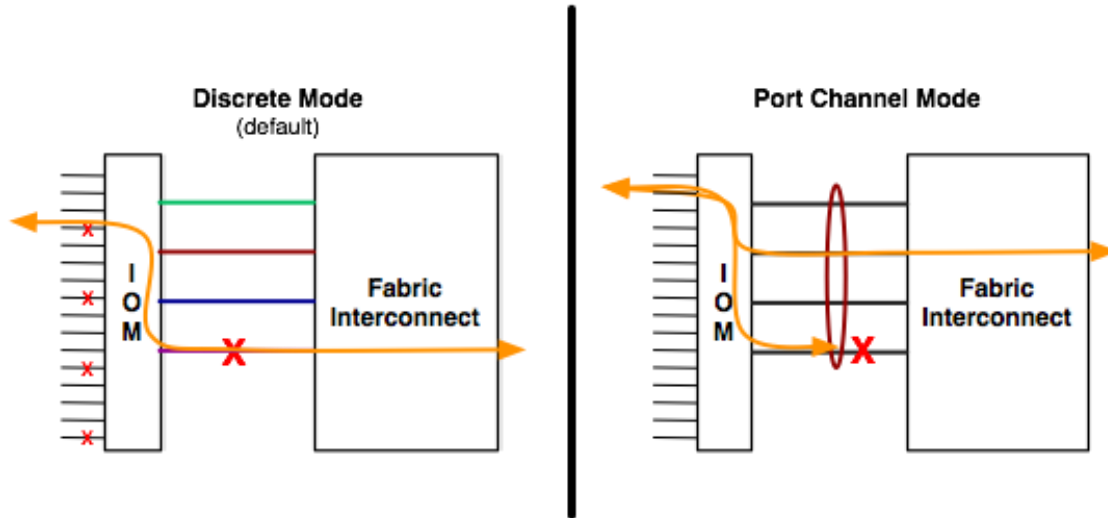 Discrete Mode
(default)
I
O
M
Fabric
Interconnect
X
X
X
X
X
Port Channel Mode
I
O
M
Fabric
Interconnect
X